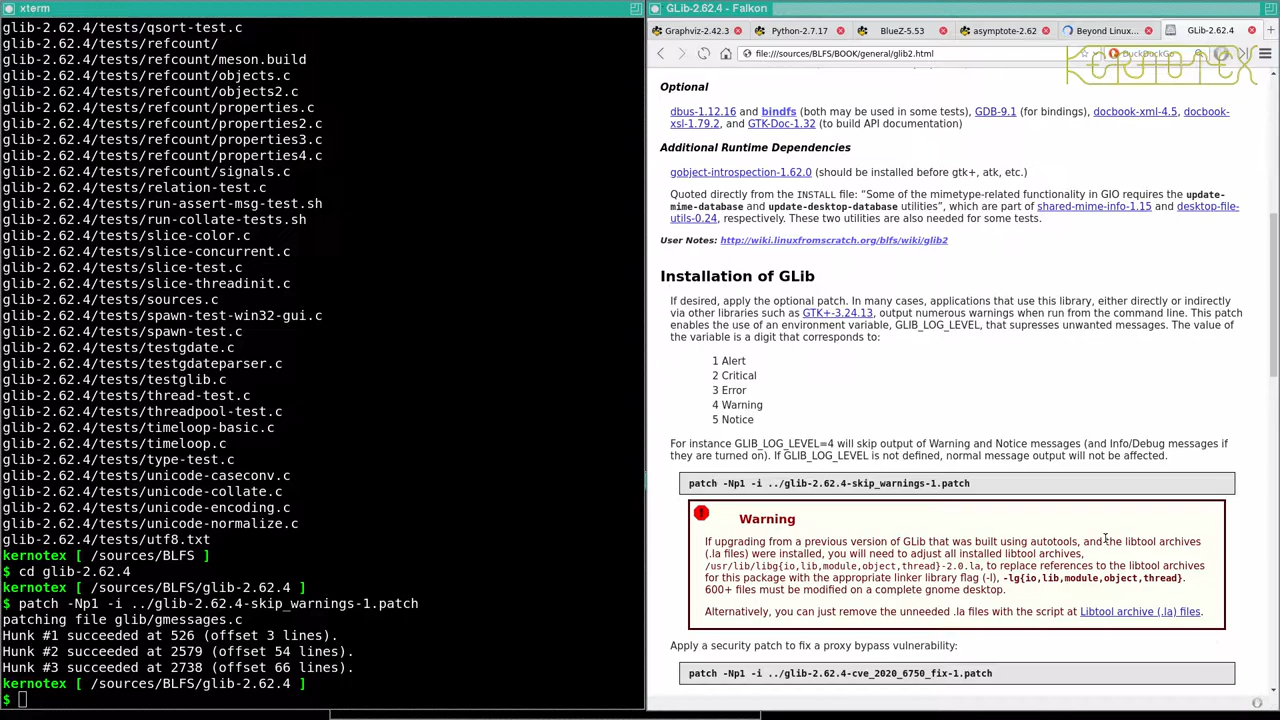 xterm
glib-2.62.4/tests/qsort-test.c
glib-2.62.4/tests/refcount/
glib-2.62.4/tests/refcount/meson.build
glib-2.62.4/tests/refcount/objects.c
glib-2.62.4/tests/refcount/objects2.c
glib-2.62.4/tests/refcount/properties.c
glib-2.62.4/tests/refcount/properties2.c
glib-2.62.4/tests/refcount/properties3.c
glib-2.62.4/tests/refcount/properties4.c
glib-2.62.4/tests/refcount/signals.c
glib-2.62.4/tests/relation-test.c
glib-2.62.4/tests/run-assert-msg-test.sh
glib-2.62.4/tests/run-collate-tests.sh
glib-2.62.4/tests/slice-color.c
glib-2.62.4/tests/slice-concurrent.c
glib-2.62.4/tests/slice-test.c
glib-2.62.4/tests/slice-threadinit.c
glib-2.62.4/tests/sources.c
glib-2.62.4/tests/spawn-test-win32-gui.c
glib-2.62.4/tests/spawn-test.c
glib-2.62.4/tests/testgdate.c
glib-2.62.4/tests/testgdateparser.c
glib-2.62.4/tests/testglib.c
glib-2.62.4/tests/thread-test.c
glib-2.62.4/tests/threadpool-test.c
glib-2.62.4/tests/timeloop-basic.c
glib-2.62.4/tests/timeloop.c
glib-2.62.4/tests/type-test.c
glib-2.62.4/tests/unicode-caseconv.c
glib-2.62.4/tests/unicode-collate.c
glib-2.62.4/tests/unicode-encoding.c
glib-2.62.4/tests/unicode-normalize.c
glib-2.62.4/tests/utf8.txt
kernotex [ /sources/BLFS ]
$ cd glib-2.62.4
kernotex [ /sources/BLFS/glib-2.62.4 ]
$ patch -Np1 -i ../glib-2.62.4-skip_warnings-1.patch
patching file glib/gmessages.c
Hunk #1 succeeded at 526 (offset 3 lines).
Hunk #2 succeeded at 2579 (offset 54 lines).
Hunk #3 succeeded at 2738 (offset 66 lines).
kernotex [ /sources/BLFS/glib-2.62.4 ]
$
GLib-2.62.4 - Falkon
Graphviz-2.42.3 Python-2.7.17 BlueZ-5.53 asymptote-2.62 Beyond Linux... GLib-2.62.4
file:///sources/BLFS/BOOK/general/glib2.html DuckDuckGo
KERNOTEX
Optional
dbus-1.12.16 and bindfs (both may be used in some tests), GDB-9.1 (for bindings), docbook-xml-4.5, docbook-
xsl-1.79.2, and GTK-Doc-1.32 (to build API documentation)
Additional Runtime Dependencies
gobject-introspection-1.62.0 (should be installed before gtk+, atk, etc.)
Quoted directly from the INSTALL file: “Some of the mimetype-related functionality in GIO requires the update-
mime-database and update-desktop-database utilities”, which are part of shared-mime-info-1.15 and desktop-file-
utils-0.24, respectively. These two utilities are also needed for some tests.
User Notes: http://wiki.linuxfromscratch.org/blfs/wiki/glib2
Installation of GLib
If desired, apply the optional patch. In many cases, applications that use this library, either directly or indirectly
via other libraries such as GTK+-3.24.13, output numerous warnings when run from the command line. This patch
enables the use of an environment variable, GLIB_LOG_LEVEL, that supresses unwanted messages. The value of
the variable is a digit that corresponds to:
1 Alert
2 Critical
3 Error
4 Warning
5 Notice
For instance GLIB_LOG_LEVEL=4 will skip output of Warning and Notice messages (and Info/Debug messages if
they are turned on). If GLIB_LOG_LEVEL is not defined, normal message output will not be affected.
patch -Np1 -i ../glib-2.62.4-skip_warnings-1.patch
Warning
If upgrading from a previous version of GLib that was built using autotools, and the libtool archives
(.la files) were installed, you will need to adjust all installed libtool archives,
/usr/lib/libg{io,lib,module,object,thread}-2.0.la, to replace references to the libtool archives
for this package with the appropriate linker library flag (-l), -lg{io,lib,module,object,thread}.
600+ files must be modified on a complete gnome desktop.
Alternatively, you can just remove the unneeded .la files with the script at Libtool archive (.la) files.
Apply a security patch to fix a proxy bypass vulnerability:
patch -Np1 -i ../glib-2.62.4-cve_2020_6750_fix-1.patch